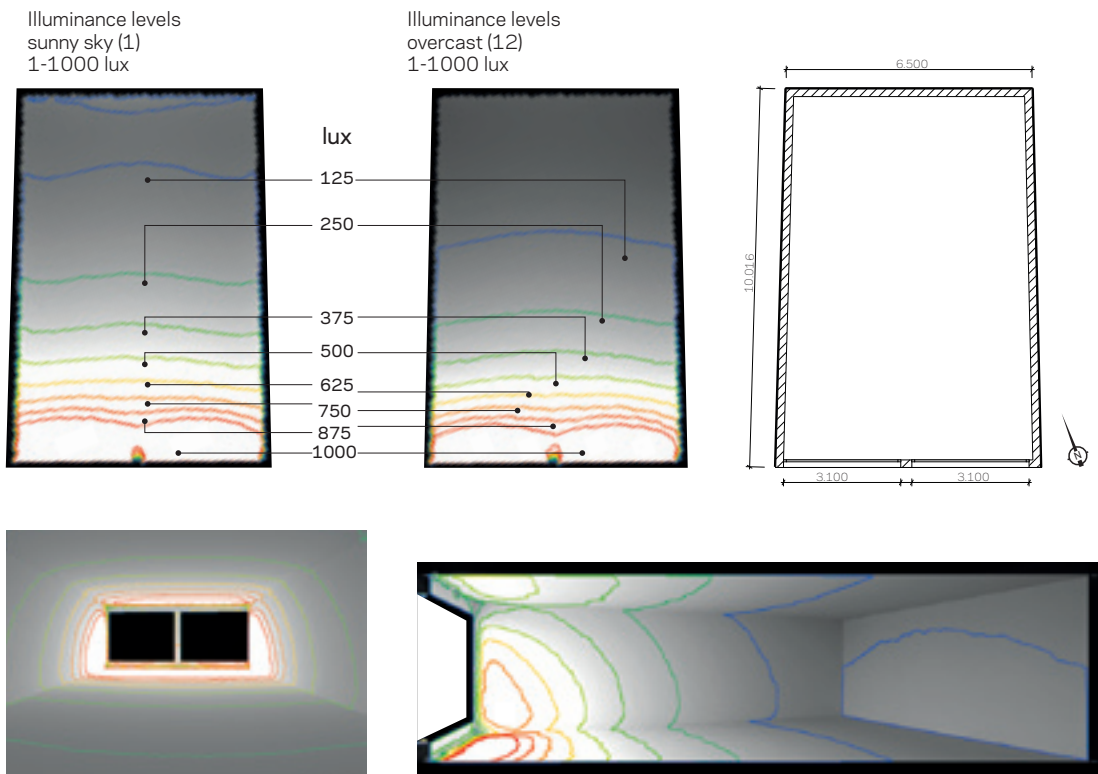 Illuminance levels
sunny sky (1)
1-1000 lux
Illuminance levels
overcast (12)
1-1000 lux
lux
125
250
375
500
625
750
875
1000
6.500
10.016
3.100
3.100
N